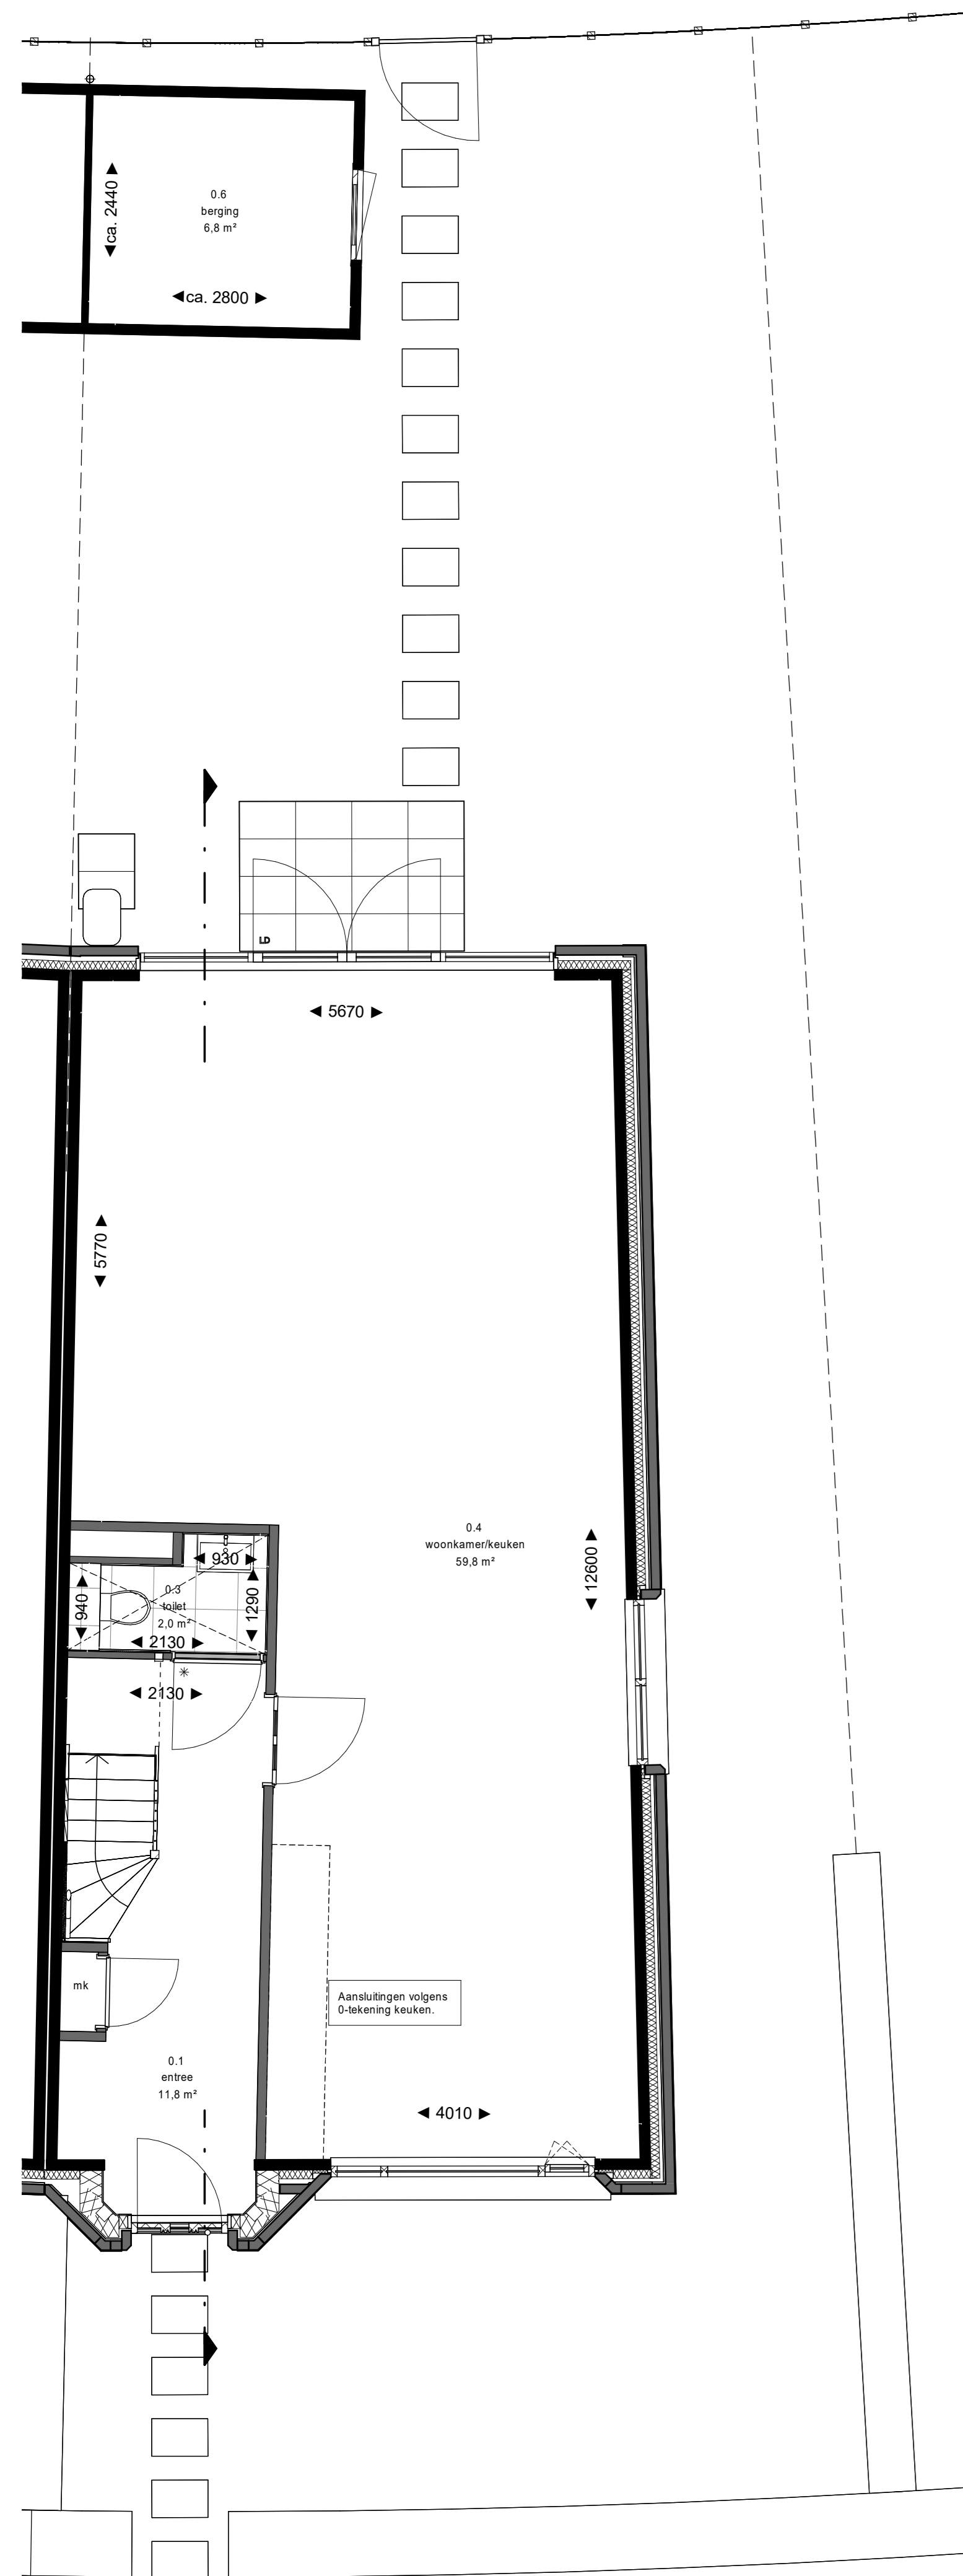 ca. 2440
0.6
berging
6,8 m²
ca. 2800
LD
5670
5770
0.4
woonkamer/keuken
59,8 m²
12600
930
940
0.3
toilet
2,0 m²
1290
2130
2130
mk
Aansluitingen volgens
0-tekening keuken.
0.1
entree
11,8 m²
4010